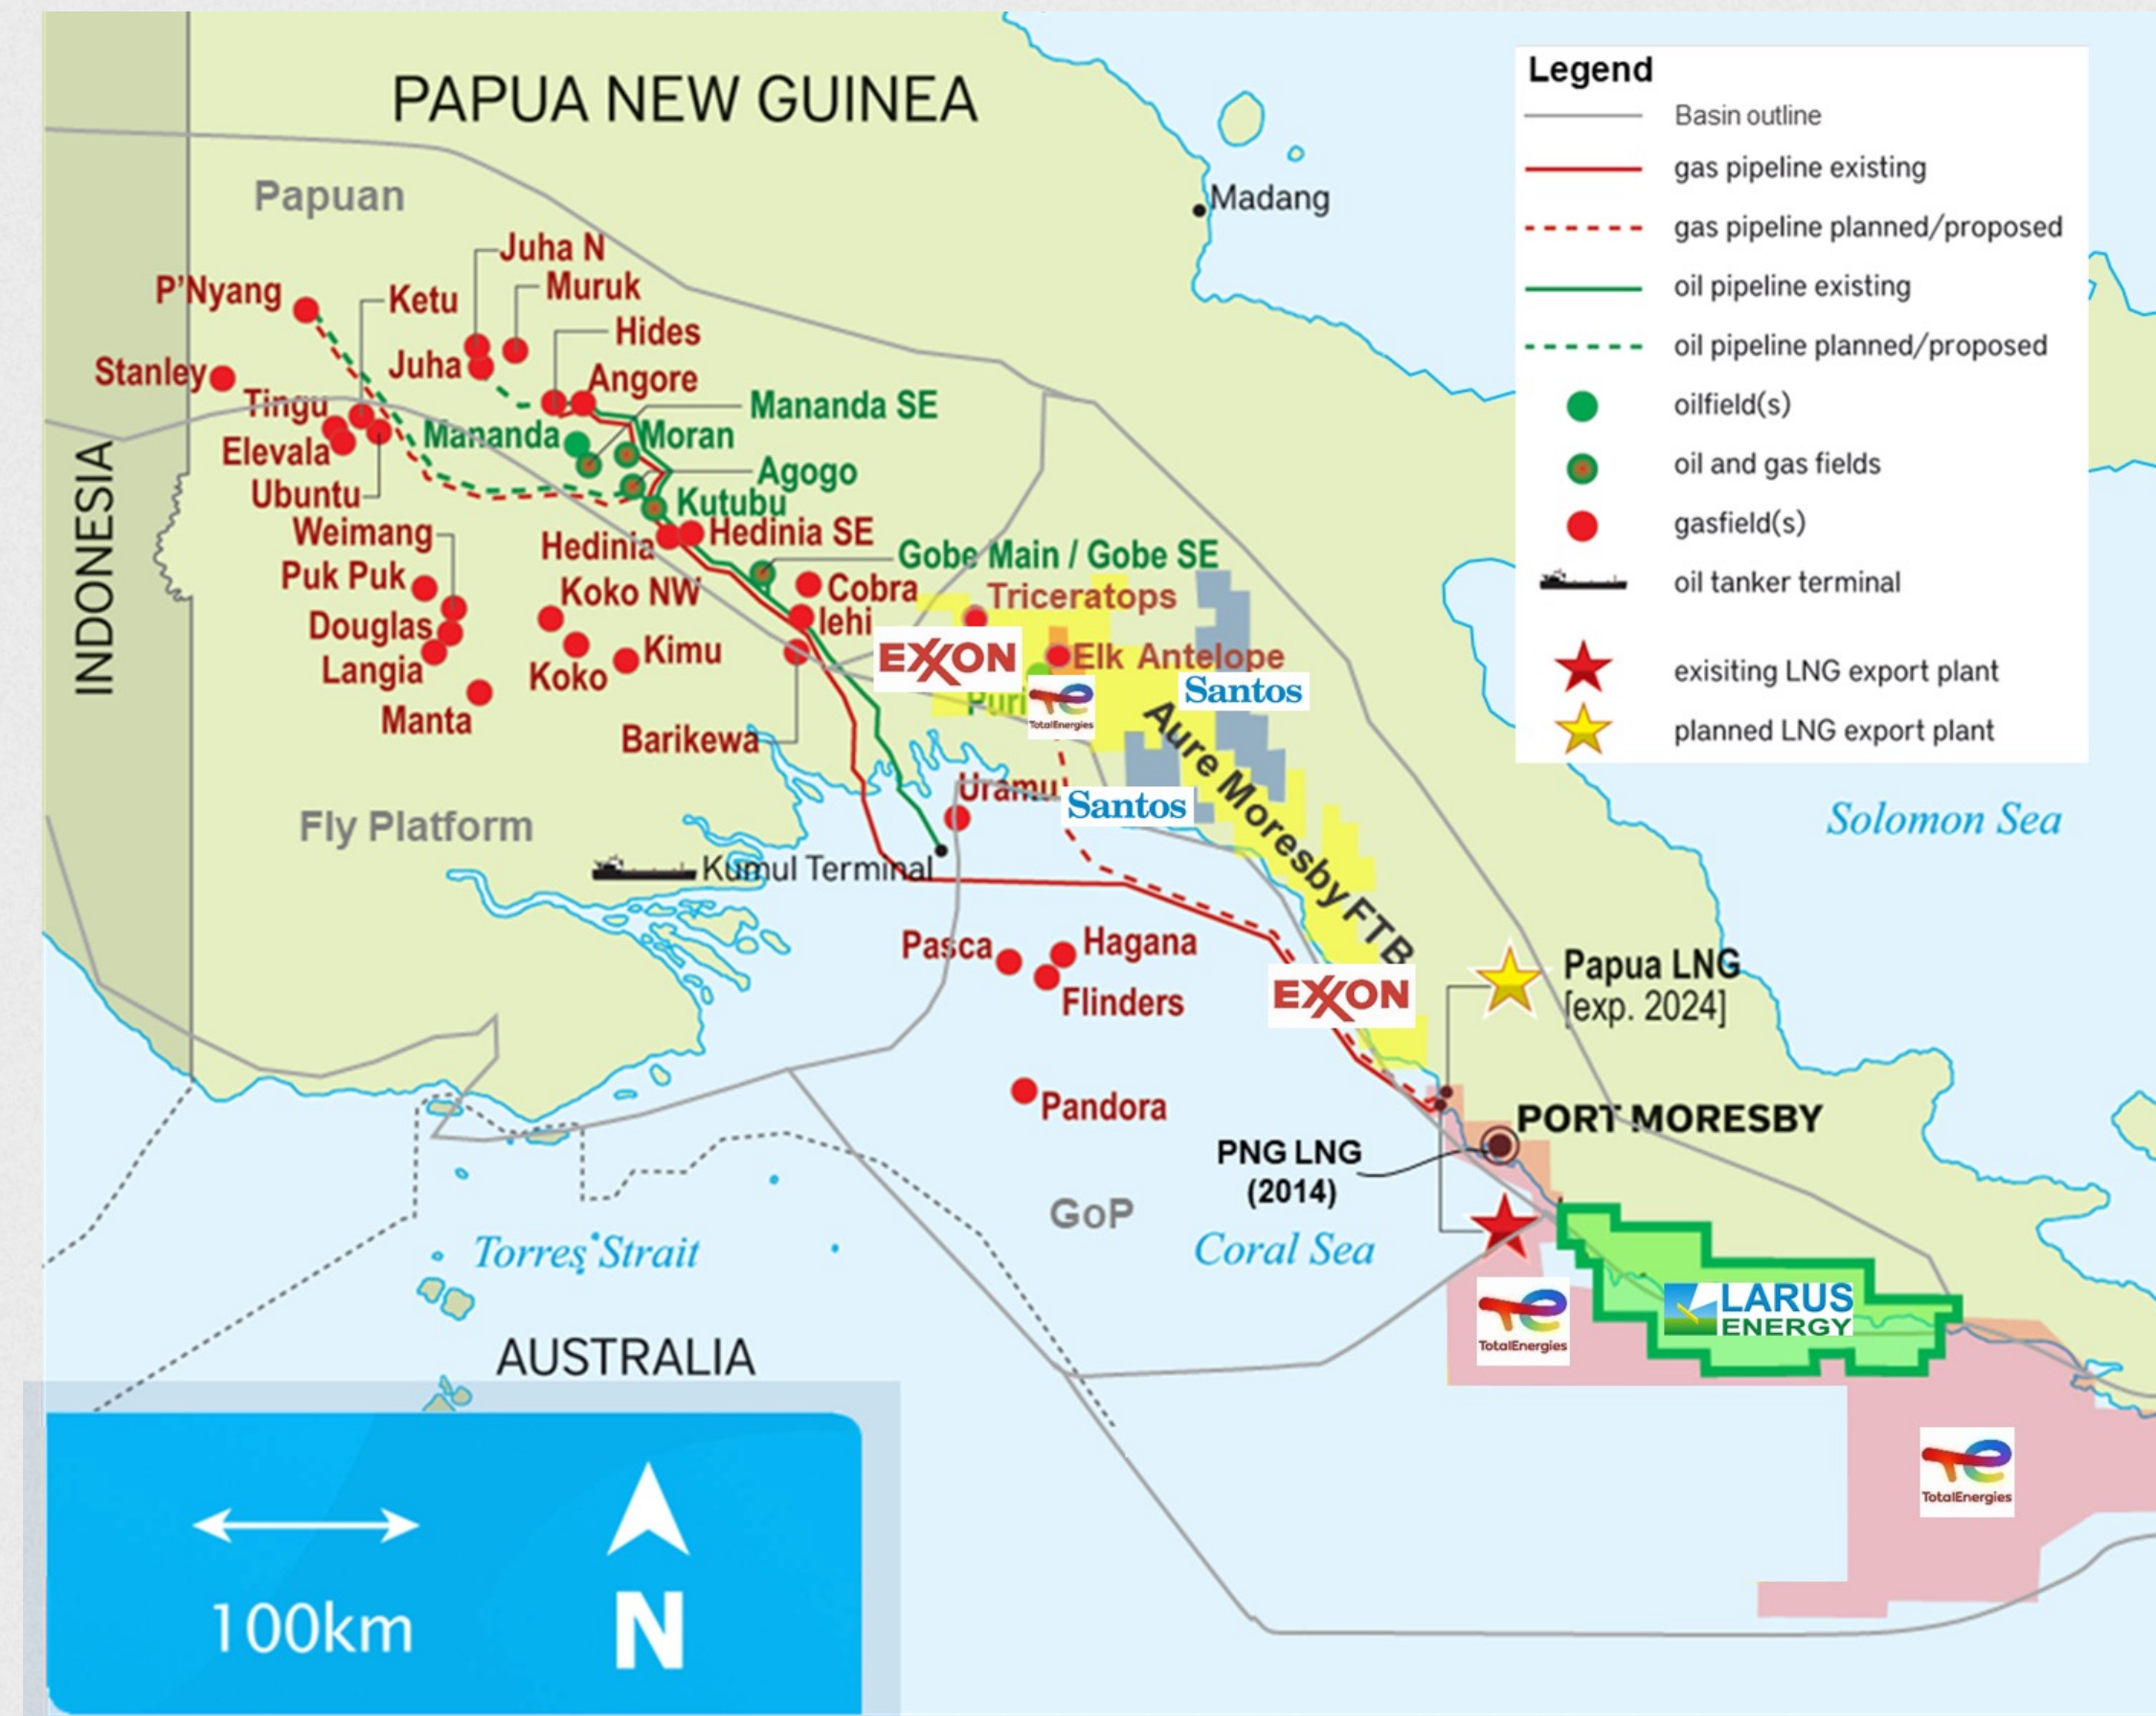 PAPUA NEW GUINEA
Legend
Basin outline
gas pipeline existing
gas pipeline planned/proposed
oil pipeline existing
oil pipeline planned/proposed
oilfield(s)
oil and gas fields
gasfield(s)
oil tanker terminal
exisiting LNG export plant
planned LNG export plant
Madang
Papuan
Juha N
Muruk
P'Nyang
Ketu
Hides
Stanley
Juha
Angore
Tingu
Mananda SE
Mananda
Moran
Elevala
Agogo
Ubuntu
Kutubu
INDONESIA
Weimang
Hedinia
Hedinia SE
Gobe Main / Gobe SE
Puk Puk
Koko NW
Cobra
Triceratops
Douglas
Iehi
Langia
Koko
Kimu
EXXON
Elk Antelope
Santos
Puri
TotalEnergies
Manta
Barikewa
Aure Moresby FTB
Uramu
Santos
Solomon Sea
Fly Platform
Kumul Terminal
Pasca
Hagana
Flinders
EXXON
Papua LNG
[exp. 2024]
Pandora
PORT MORESBY
PNG LNG
(2014)
GoP
Coral Sea
Torres Strait
LARUS
ENERGY
TotalEnergies
AUSTRALIA
TotalEnergies
100km
N